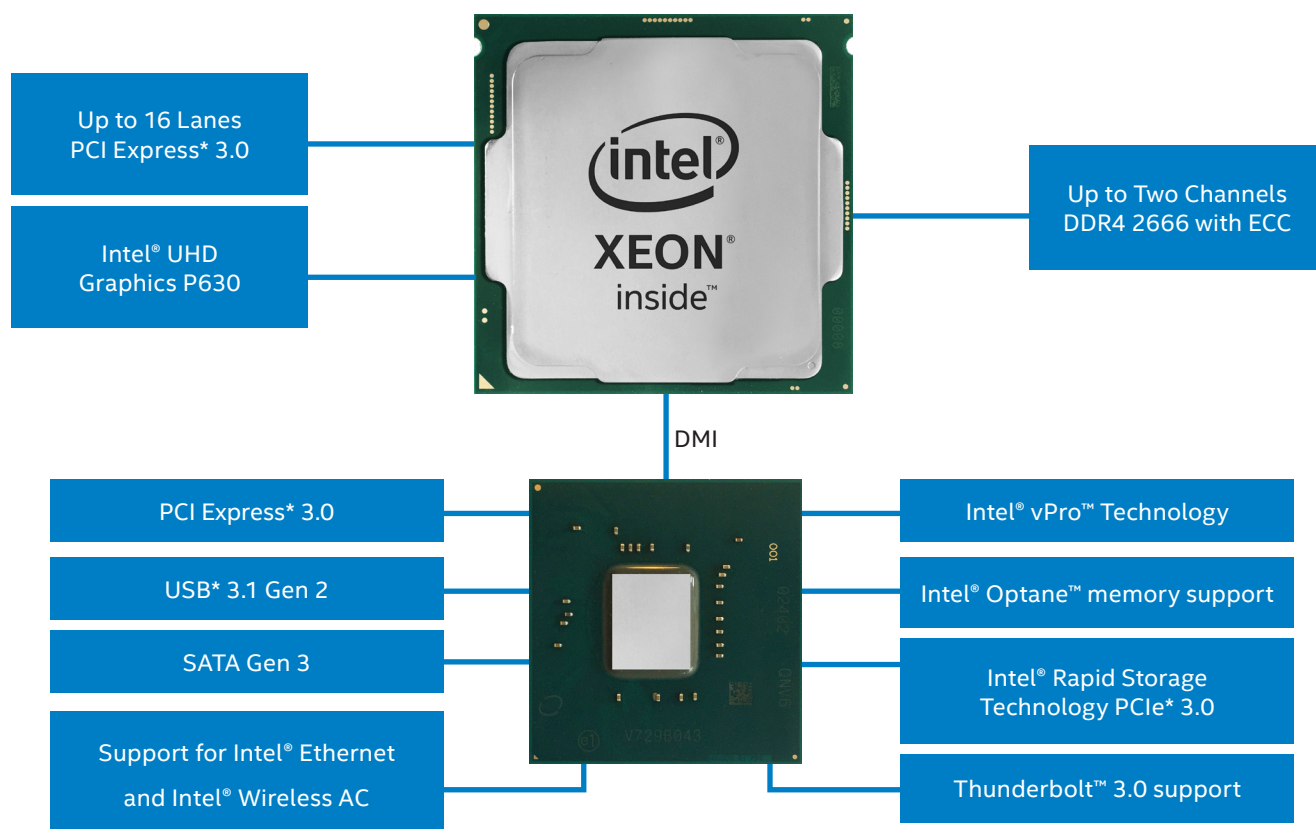 Up to 16 Lanes
PCI Express* 3.0
Intel® UHD
Graphics P630
intel®
XEON®
inside™
Up to Two Channels
DDR4 2666 with ECC
DMI
PCI Express* 3.0
USB* 3.1 Gen 2
SATA Gen 3
Support for Intel® Ethernet
and Intel® Wireless AC
001
V7296043
Intel® vPro™ Technology
Intel® Optane™ memory support
Intel® Rapid Storage
Technology PCIe* 3.0
Thunderbolt™ 3.0 support